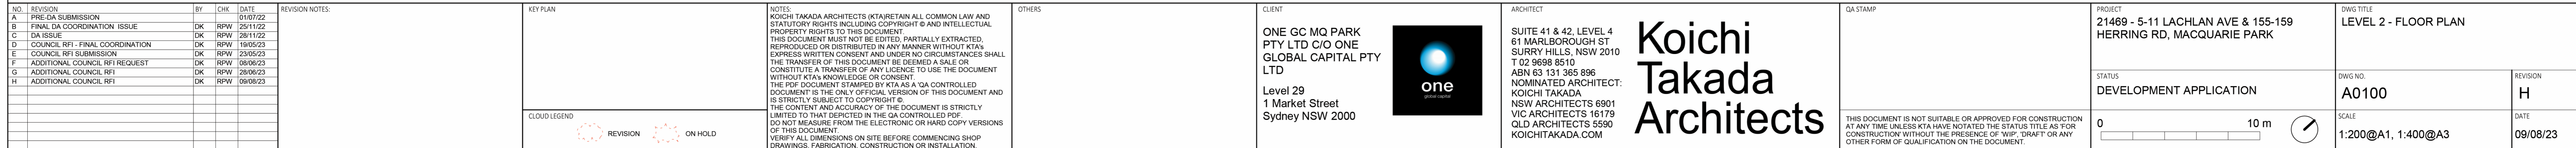 NO. REVISION BY CHK DATE
A PRE-DA SUBMISSION 01/07/22
B FINAL DA COORDINATION ISSUE DK RPW 25/11/22
C DA ISSUE DK RPW 28/11/22
D COUNCIL RFI - FINAL COORDINATION DK RPW 19/05/23
E COUNCIL RFI SUBMISSION DK RPW 23/05/23
F ADDITIONAL COUNCIL RFI REQUEST DK RPW 08/06/23
G ADDITIONAL COUNCIL RFI DK RPW 28/06/23
H ADDITIONAL COUNCIL RFI DK RPW 09/08/23
REVISION NOTES:
KEY PLAN
CLOUD LEGEND
REVISION ON HOLD
NOTES:
KOICHI TAKADA ARCHITECTS (KTA)RETAIN ALL COMMON LAW AND
STATUTORY RIGHTS INCLUDING COPYRIGHT © AND INTELLECTUAL
PROPERTY RIGHTS TO THIS DOCUMENT.
THIS DOCUMENT MUST NOT BE EDITED, PARTIALLY EXTRACTED,
REPRODUCED OR DISTRIBUTED IN ANY MANNER WITHOUT KTA's
EXPRESS WRITTEN CONSENT AND UNDER NO CIRCUMSTANCES SHALL
THE TRANSFER OF THIS DOCUMENT BE DEEMED A SALE OR
CONSTITUTE A TRANSFER OF ANY LICENCE TO USE THE DOCUMENT
WITHOUT KTA's KNOWLEDGE OR CONSENT.
THE PDF DOCUMENT STAMPED BY KTA AS A 'QA CONTROLLED
DOCUMENT' IS THE ONLY OFFICIAL VERSION OF THIS DOCUMENT AND
IS STRICTLY SUBJECT TO COPYRIGHT ©.
THE CONTENT AND ACCURACY OF THE DOCUMENT IS STRICTLY
LIMITED TO THAT DEPICTED IN THE QA CONTROLLED PDF.
DO NOT MEASURE FROM THE ELECTRONIC OR HARD COPY VERSIONS
OF THIS DOCUMENT.
VERIFY ALL DIMENSIONS ON SITE BEFORE COMMENCING SHOP
DRAWINGS, FABRICATION, CONSTRUCTION OR INSTALLATION.
OTHERS
CLIENT
ONE GC MQ PARK
PTY LTD C/O ONE
GLOBAL CAPITAL PTY
LTD
Level 29
1 Market Street
Sydney NSW 2000
one
global capital
ARCHITECT
SUITE 41 & 42, LEVEL 4
61 MARLBOROUGH ST
SURRY HILLS, NSW 2010
T 02 9698 8510
ABN 63 131 365 896
NOMINATED ARCHITECT:
KOICHI TAKADA
NSW ARCHITECTS 6901
VIC ARCHITECTS 16179
QLD ARCHITECTS 5590
KOICHITAKADA.COM
Koichi
Takada
Architects
QA STAMP
THIS DOCUMENT IS NOT SUITABLE OR APPROVED FOR CONSTRUCTION
AT ANY TIME UNLESS KTA HAVE NOTATED THE STATUS TITLE AS 'FOR
CONSTRUCTION' WITHOUT THE PRESENCE OF 'WIP', 'DRAFT' OR ANY
OTHER FORM OF QUALIFICATION ON THE DOCUMENT.
PROJECT
21469 - 5-11 LACHLAN AVE & 155-159
HERRING RD, MACQUARIE PARK
STATUS
DEVELOPMENT APPLICATION
0 10 m
DWG TITLE
LEVEL 2 - FLOOR PLAN
DWG NO. REVISION
A0100 H
SCALE DATE
1:200@A1, 1:400@A3 09/08/23